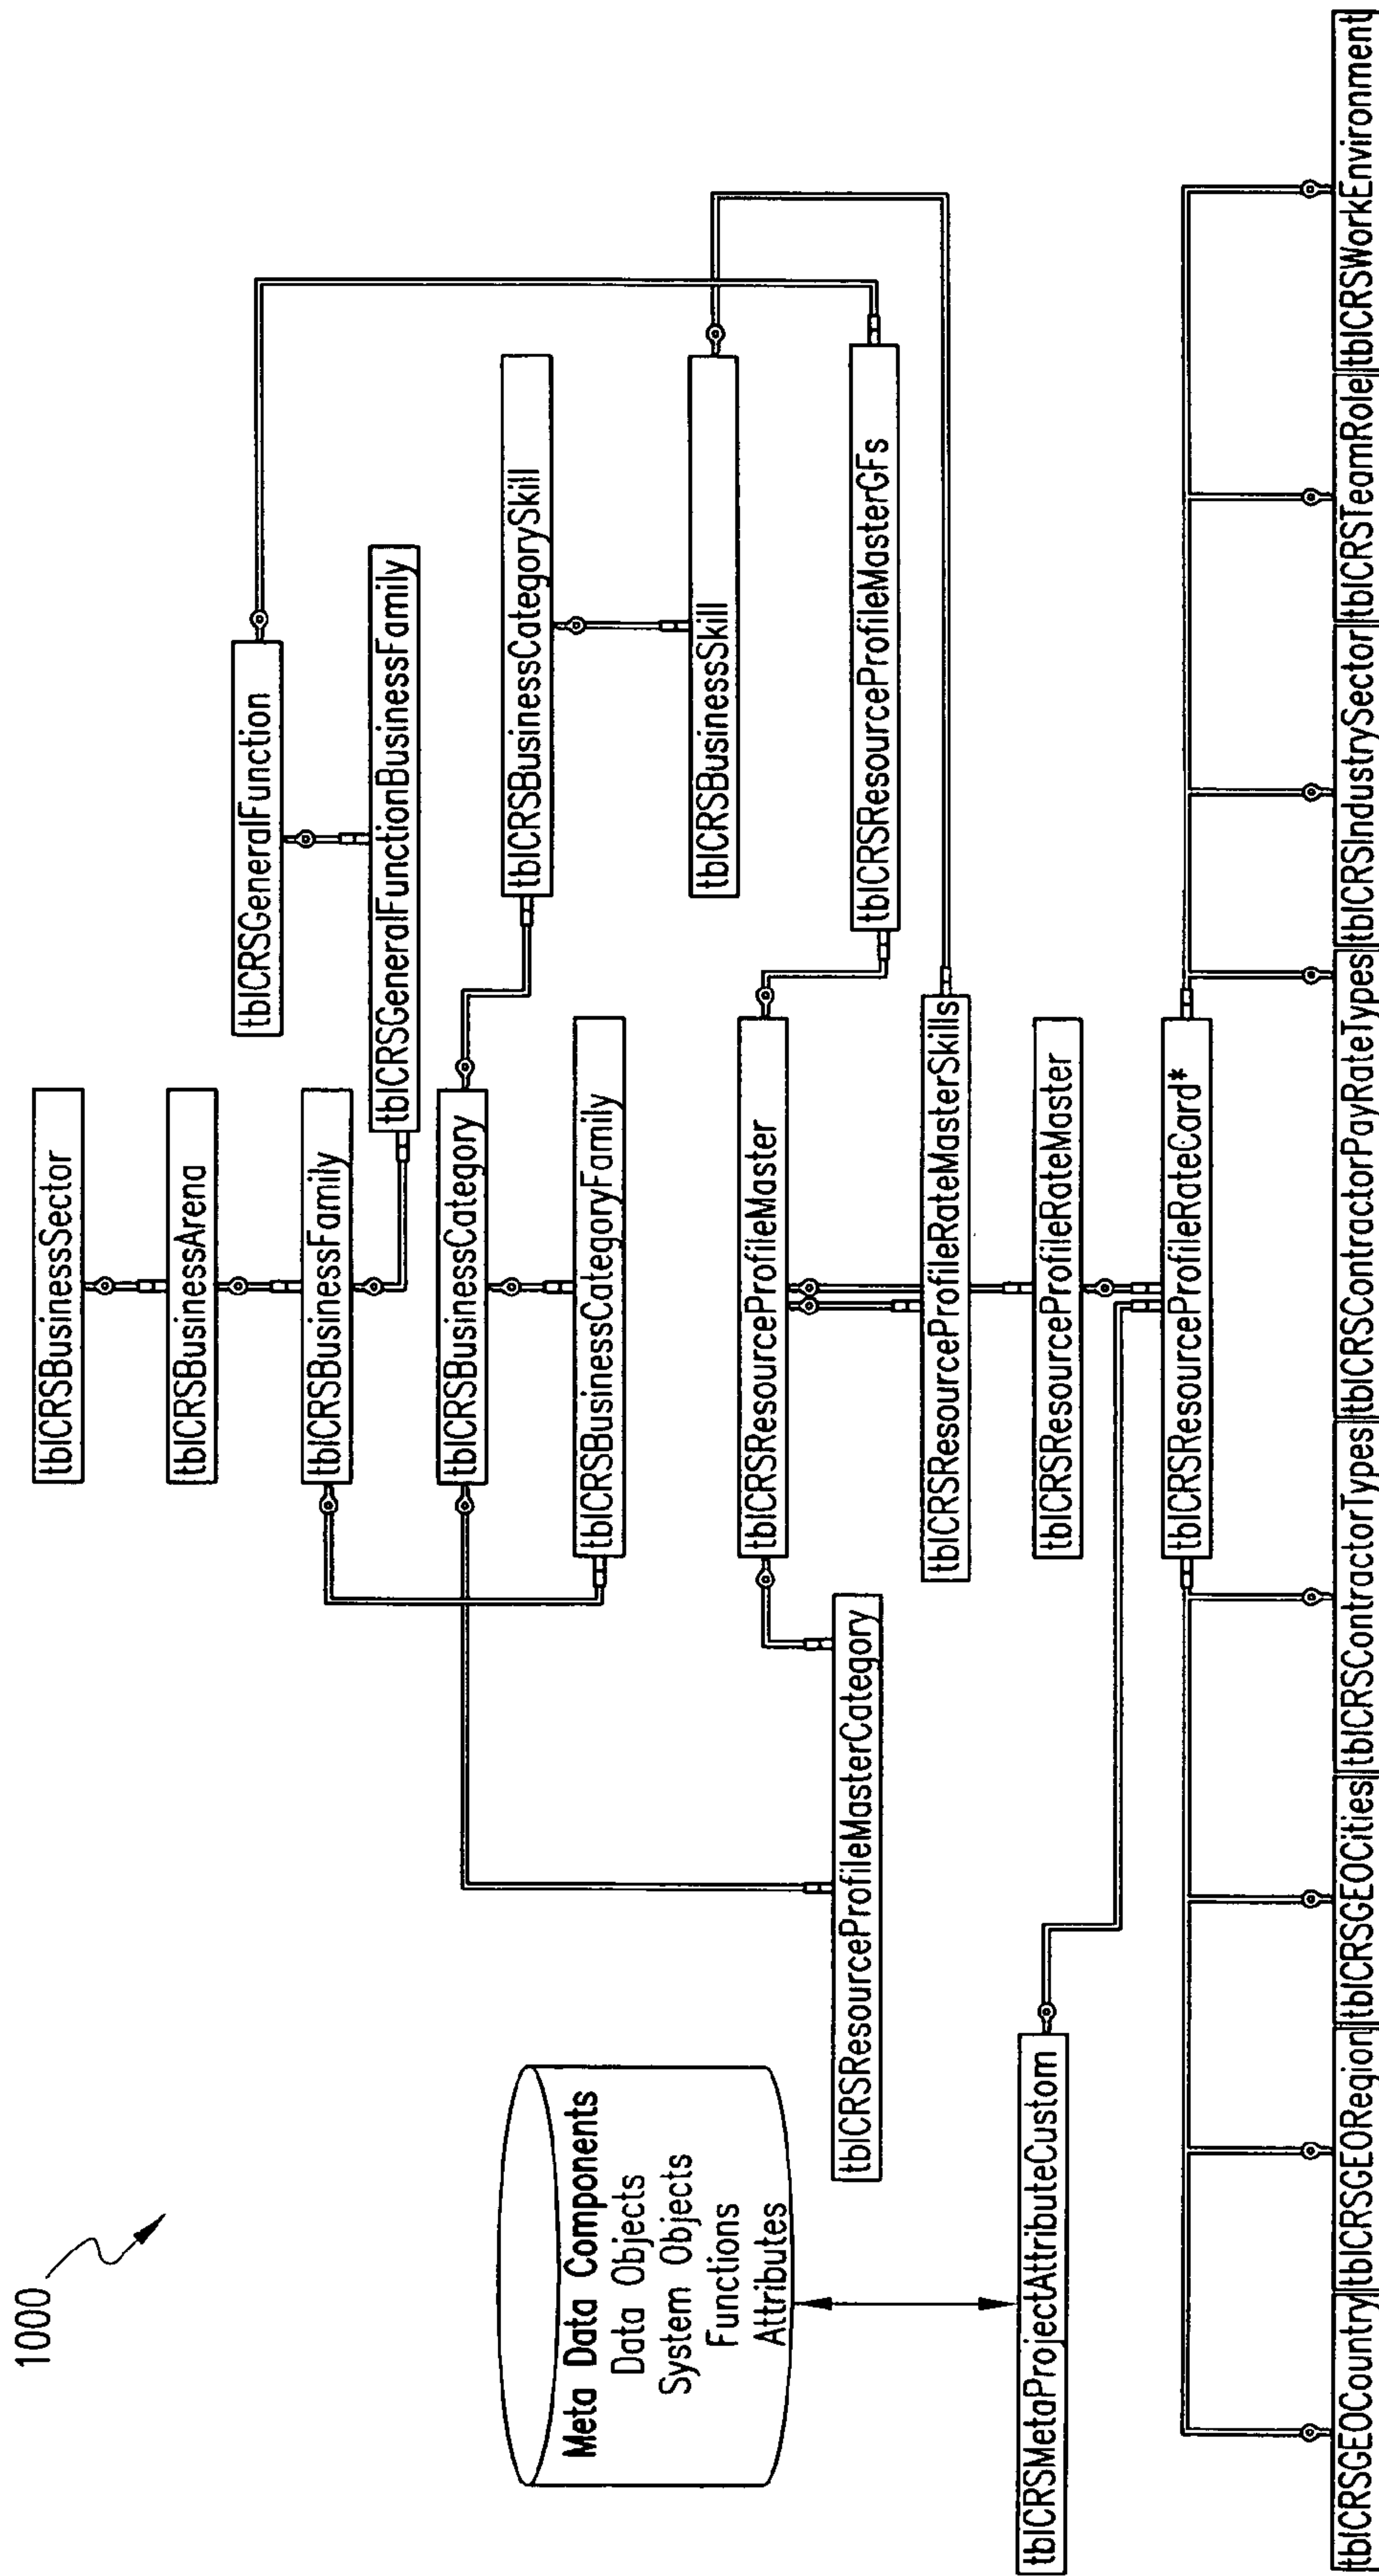 1000
tblCRSBusinessSector
tblCRSBusinessArena
tblCRSBusinessFamily
tblCRSBusinessCategory
tblCRSBusinessCategoryFamily
tblCRSGeneralFunction
tblCRSGeneralFunctionBusinessFamily
tblCRSBusinessCategorySkill
tblCRSBusinessSkill
Meta Data Components
Data Objects
System Objects
Functions
Attributes
tblCRSResourceProfileMaster
tblCRSResourceProfileMasterGFs
tblCRSResourceProfileMasterCategory
tblCRSResourceProfileRateMasterSkills
tblCRSResourceProfileRateMaster
tblCRSMetaProjectAttributeCustom
tblCRSResourceProfileRateCard*
tblCRSGEOCountry
tblCRSGEORegion
tblCRSGEOCities
tblCRSContractorTypes
tblCRSContractorPayRateTypes
tblCRSIndustrySector
tblCRSTeamRole
tblCRSWorkEnvironment